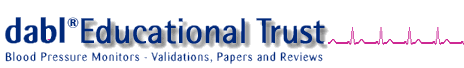 dabl®Educational Trust
Blood Pressure Monitors - Validations, Papers and Reviews